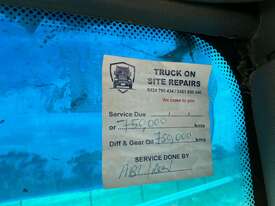 TRUCK ON
SITE REPAIRS
We come to you
Service Due / /
or 750,000 kms
Diff & Gear Oil 750,000 kms
SERVICE DONE BY